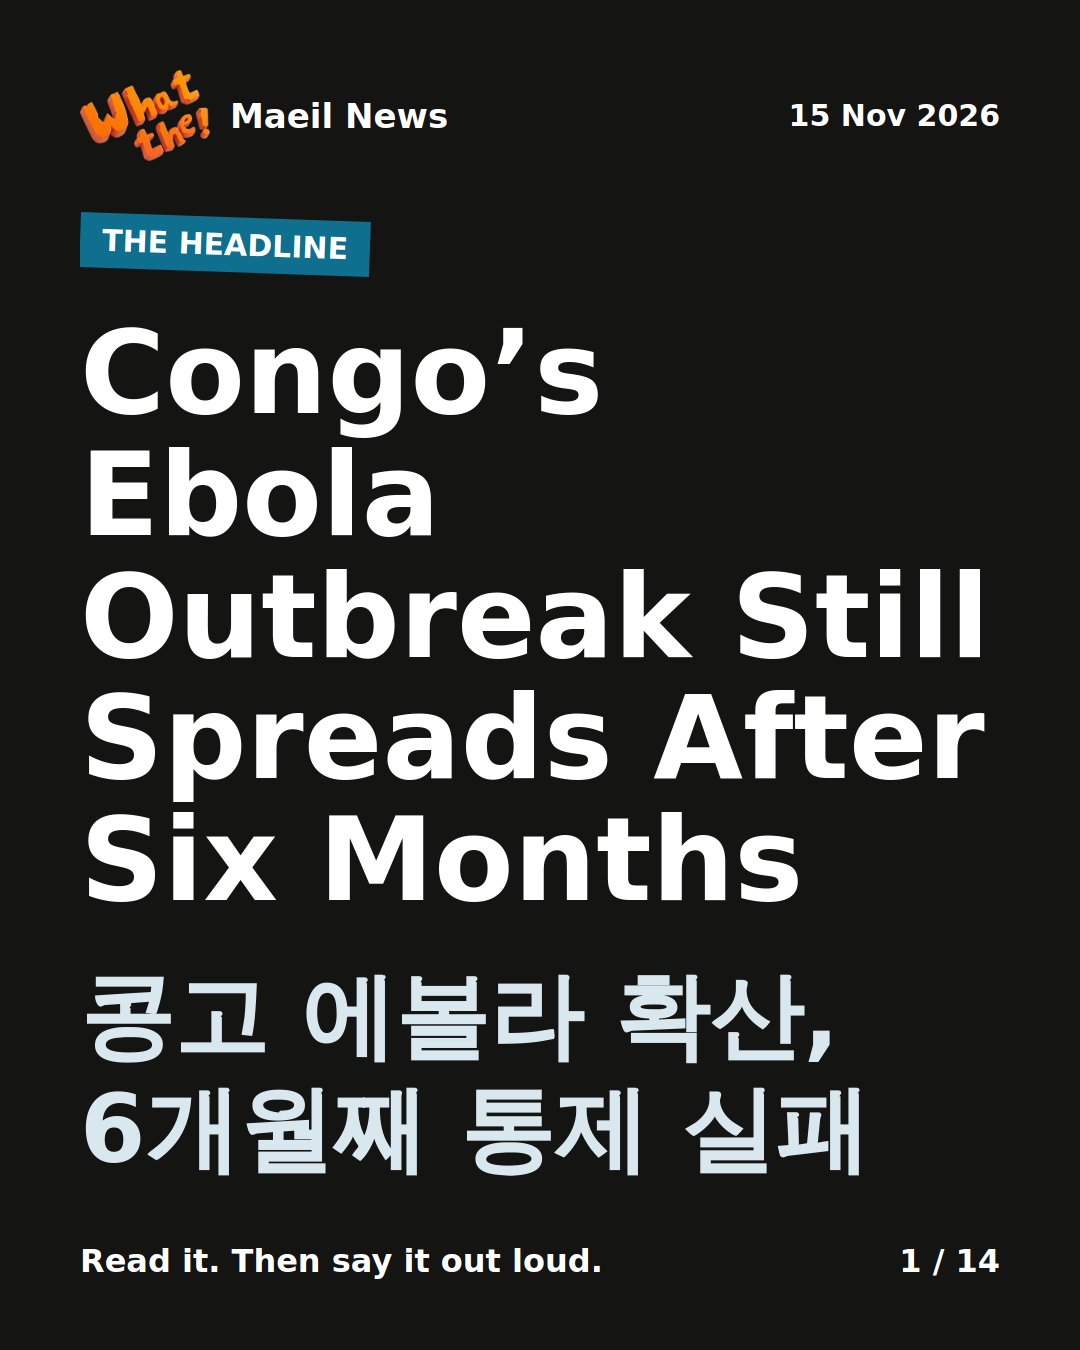 What the!
Maeil News
15 Nov 2026
THE HEADLINE
Congo’s
Ebola
Outbreak Still
Spreads After
Six Months
콩고 에볼라 확산,
6개월째 통제 실패
Read it. Then say it out loud.
1 / 14